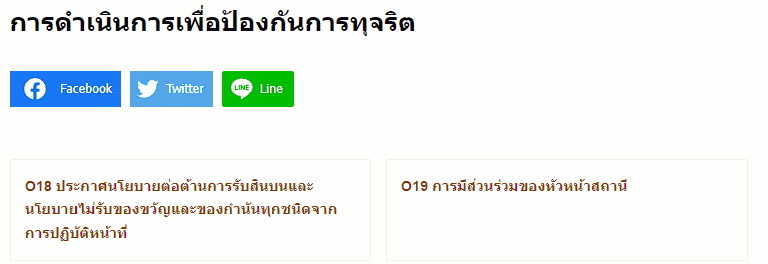 การดำเนินการเพื่อป้องกันการทุจริต
Facebook
Twitter
LINE
Line
O18 ประกาศนโยบายต่อต้านการรับสินบนและ
นโยบายไม่รับของขวัญและของกำนันทุกชนิดจาก
การปฏิบัติหน้าที่
O19 การมีส่วนร่วมของหัวหน้าสถานี